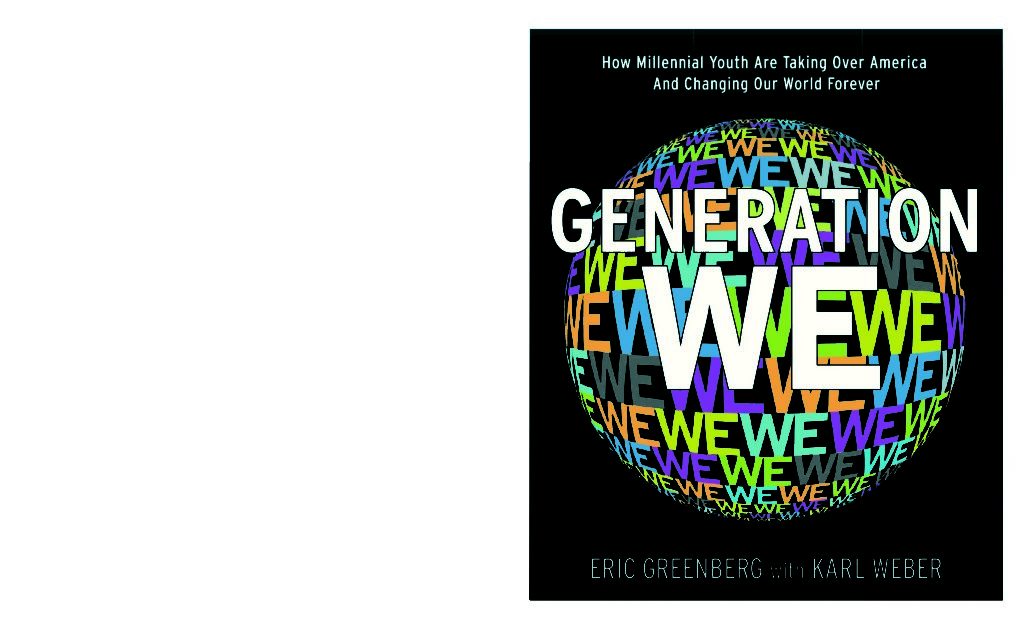 How Millennial Youth Are Taking Over America
And Changing Our World Forever
GENERATION
WE
ERIC GREENBERG with KARL WEBER